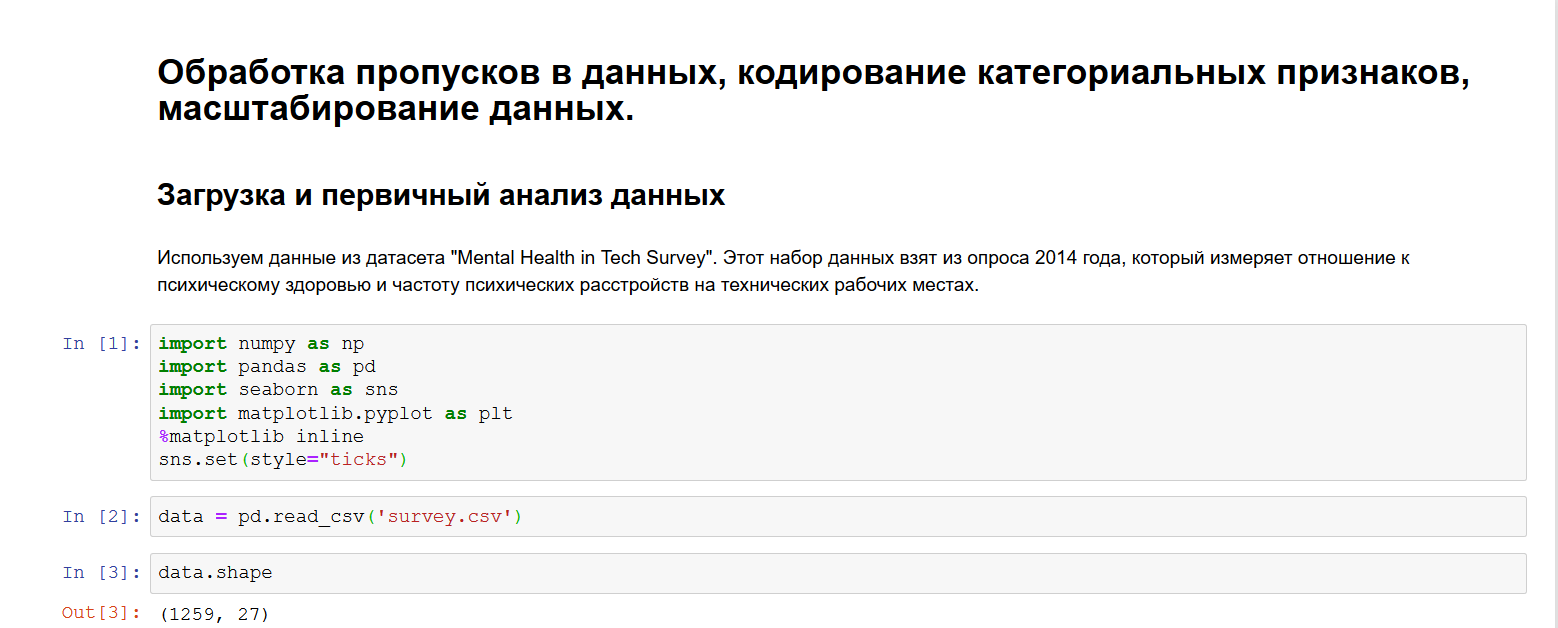 Обработка пропусков в данных, кодирование категориальных признаков,
масштабирование данных.
Загрузка и первичный анализ данных
Используем данные из датасета "Mental Health in Tech Survey". Этот набор данных взят из опроса 2014 года, который измеряет отношение к
психическому здоровью и частоту психических расстройств на технических рабочих местах.
In [1]: import numpy as np
import pandas as pd
import seaborn as sns
import matplotlib.pyplot as plt
%matplotlib inline
sns.set(style="ticks")
In [2]: data = pd.read_csv('survey.csv')
In [3]: data.shape
Out[3]: (1259, 27)